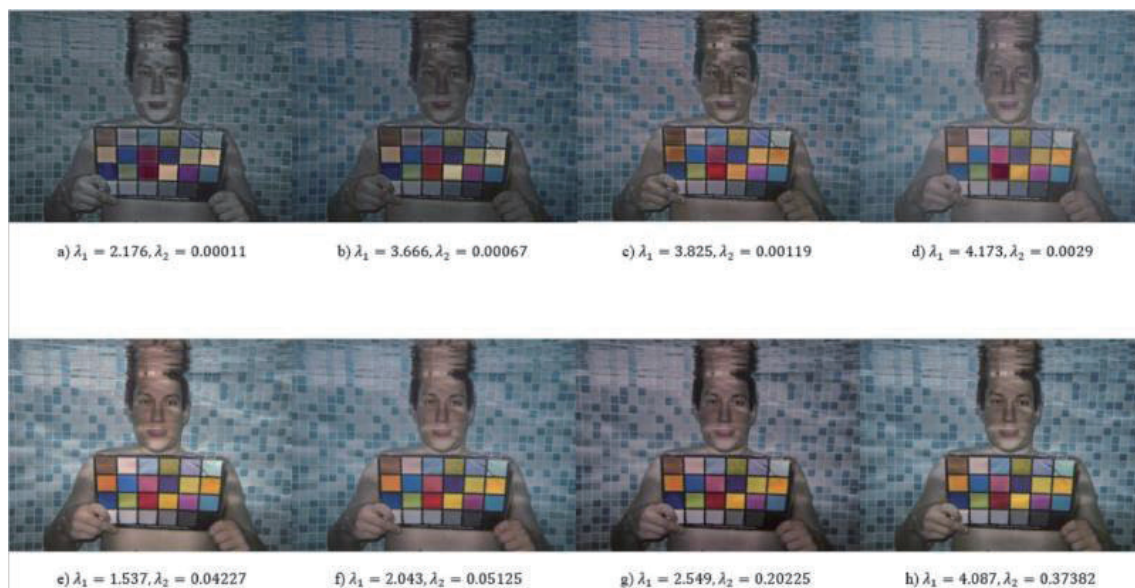 a) λ₁ = 2.176, λ₂ = 0.00011
b) λ₁ = 3.666, λ₂ = 0.00067
c) λ₁ = 3.825, λ₂ = 0.00119
d) λ₁ = 4.173, λ₂ = 0.0029
e) λ₁ = 1.537, λ₂ = 0.04227
f) λ₁ = 2.043, λ₂ = 0.05125
g) λ₁ = 2.549, λ₂ = 0.20225
h) λ₁ = 4.087, λ₂ = 0.37382